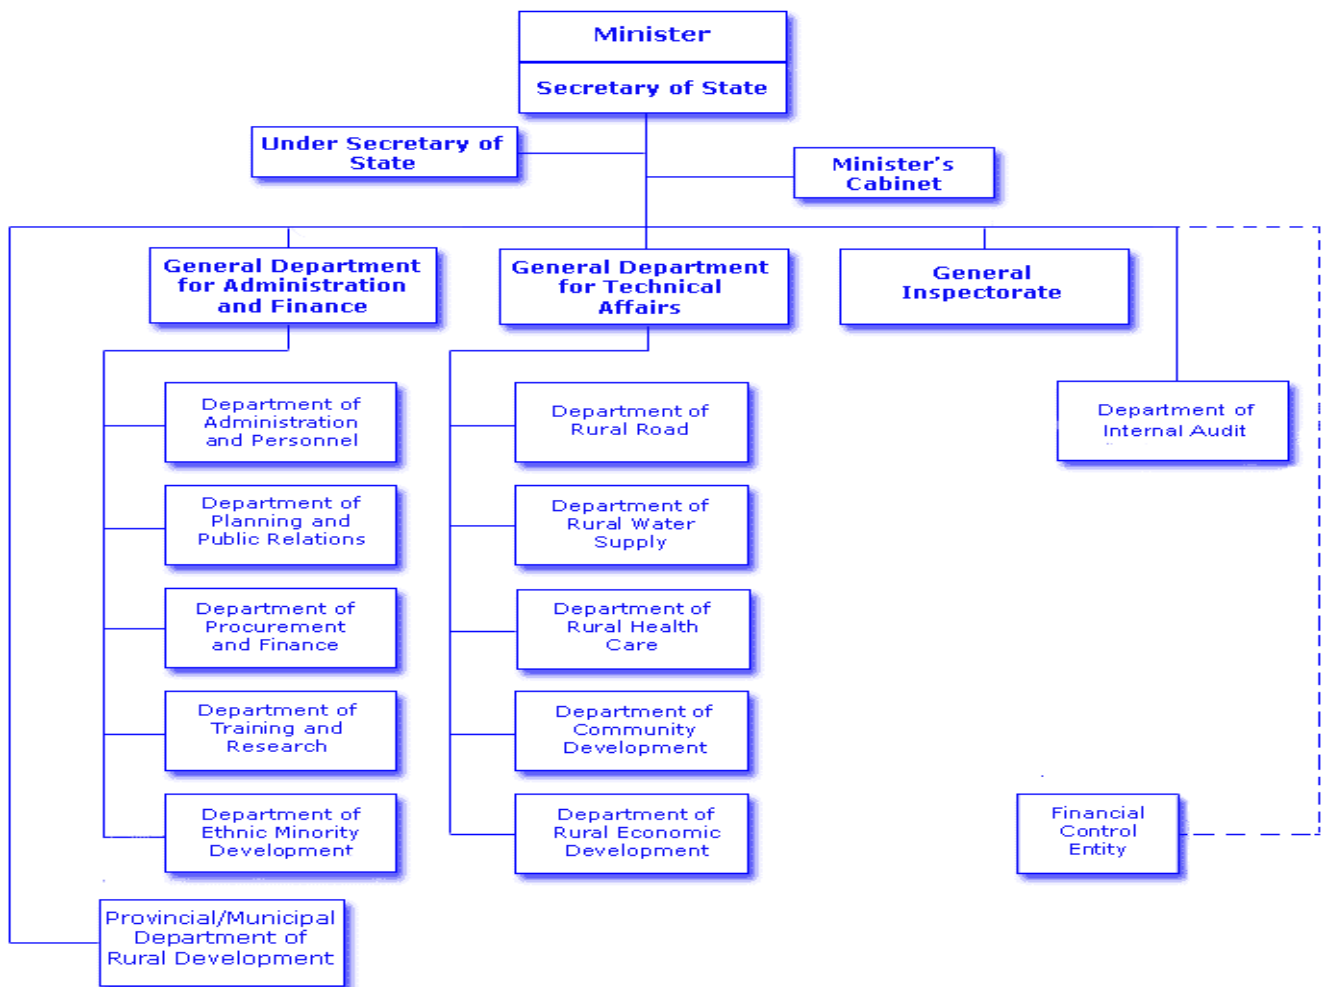 Minister
Secretary of State
Under Secretary of
State
Minister's
Cabinet
General Department
for Administration
and Finance
General Department
for Technical
Affairs
General
Inspectorate
Department of
Administration
and Personnel
Department of
Planning and
Public Relations
Department of
Procurement
and Finance
Department of
Training and
Research
Department of
Ethnic Minority
Development
Department of
Rural Road
Department of
Rural Water
Supply
Department of
Rural Health
Care
Department of
Community
Development
Department of
Rural Economic
Development
Department of
Internal Audit
Financial
Control
Entity
Provincial/Municipal
Department of
Rural Development